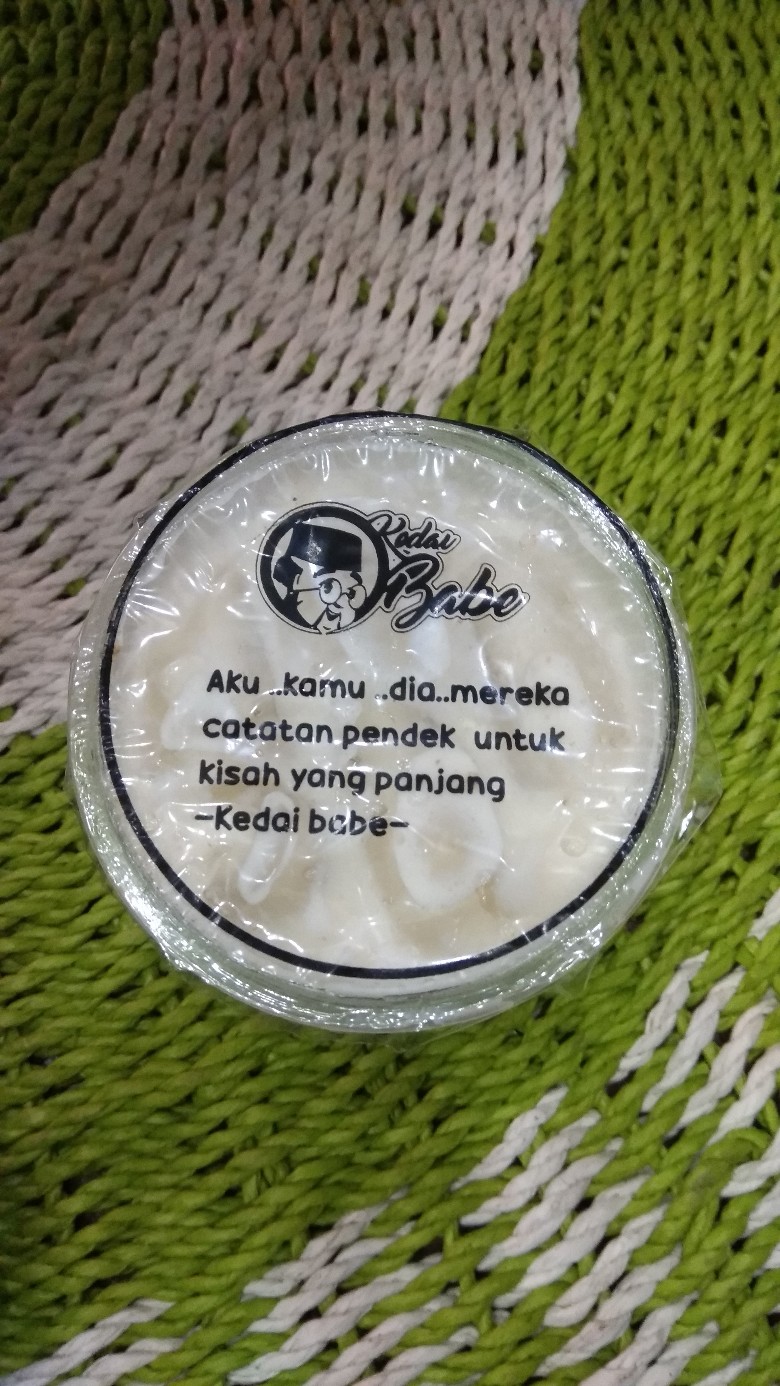 Kedai
Babe
Aku ..kamu ..dia..mereka
catatan pendek untuk
kisah yang panjang
-Kedai babe-